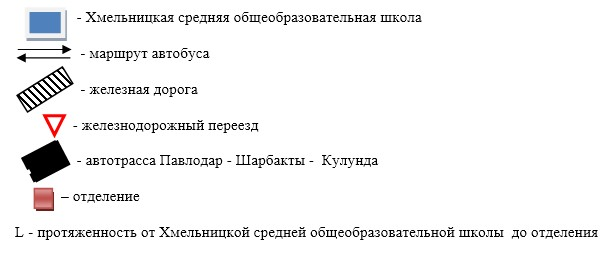 - Хмельницкая средняя общеобразовательная школа
- маршрут автобуса
- железная дорога
- железнодорожный переезд
- автотрасса Павлодар - Шарбакты - Кулунда
– отделение
L - протяженность от Хмельницкой средней общеобразовательной школы до отделения